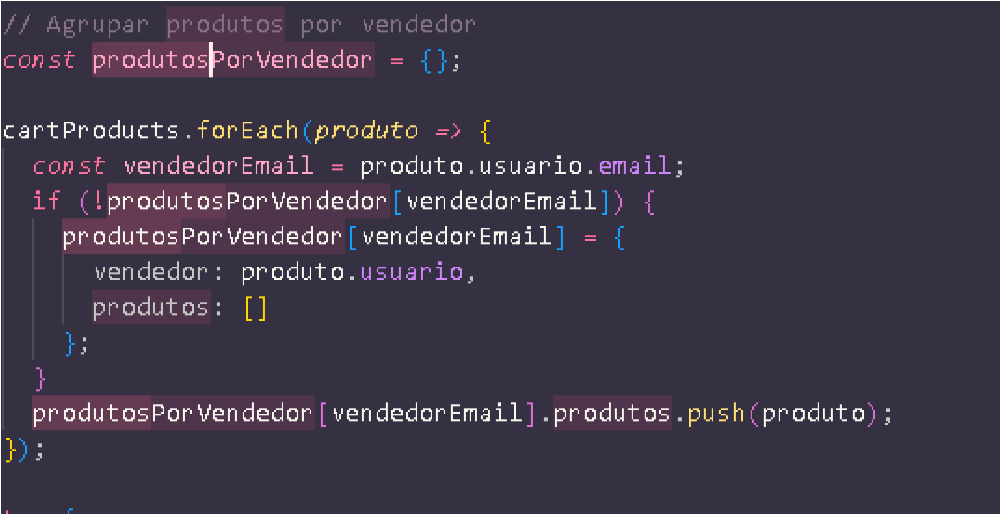 // Agrupar produtos por vendedor
const produtosPorVendedor = {};
cartProducts.forEach(produto => {
const vendedorEmail = produto.usuario.email;
if (!produtosPorVendedor[vendedorEmail]) {
produtosPorVendedor[vendedorEmail] = {
vendedor: produto.usuario,
produtos: []
};
}
produtosPorVendedor[vendedorEmail].produtos.push(produto);
});